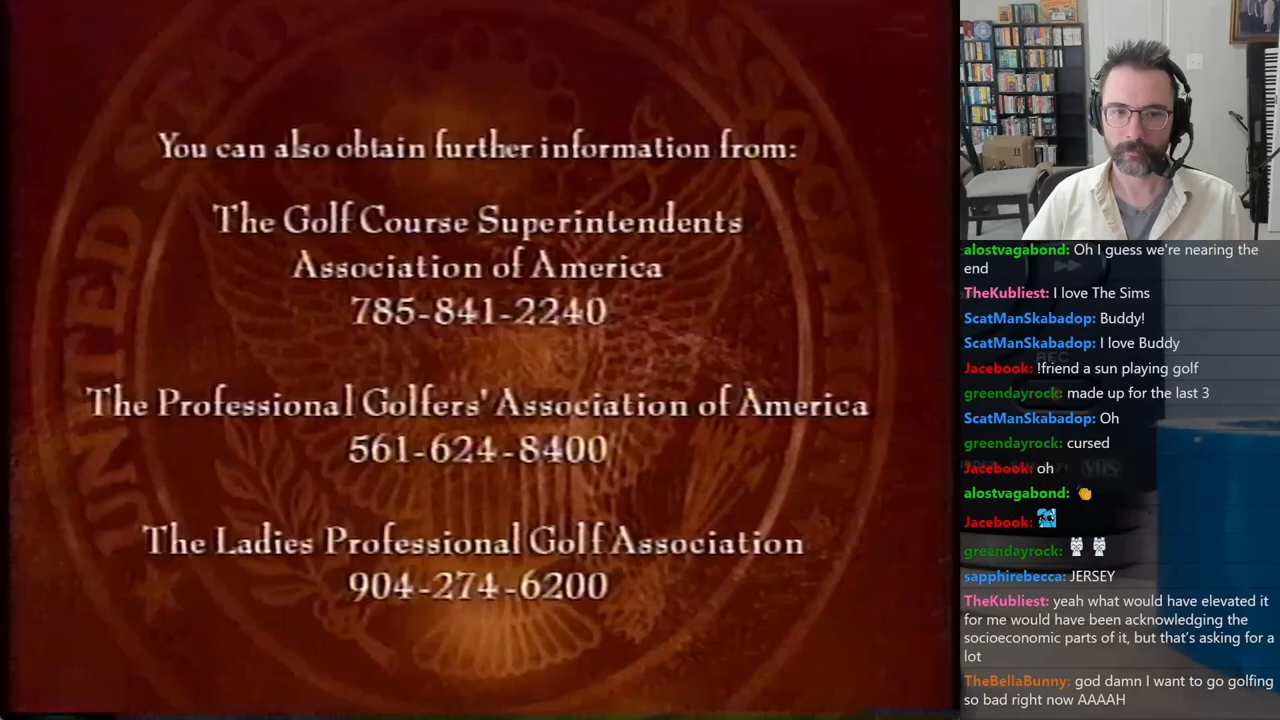 UNITED STATES
ASSOCIATION
You can also obtain further information from:
The Golf Course Superintendents
Association of America
785-841-2240
The Professional Golfers' Association of America
561-624-8400
The Ladies Professional Golf Association
904-274-6200
alostvagabond: Oh I guess we're nearing the
end
TheKubliest: I love The Sims
ScatManSkabadop: Buddy!
ScatManSkabadop: I love Buddy
Jacebook: !friend a sun playing golf
greendayrock: made up for the last 3
ScatManSkabadop: Oh
greendayrock: cursed
Jacebook: oh
alostvagabond: 👏
Jacebook:
greendayrock:
sapphirebecca: JERSEY
TheKubliest: yeah what would have elevated it
for me would have been acknowledging the
socioeconomic parts of it, but that's asking for a
lot
TheBellaBunny: god damn I want to go golfing
so bad right now AAAAH
REC
VHS